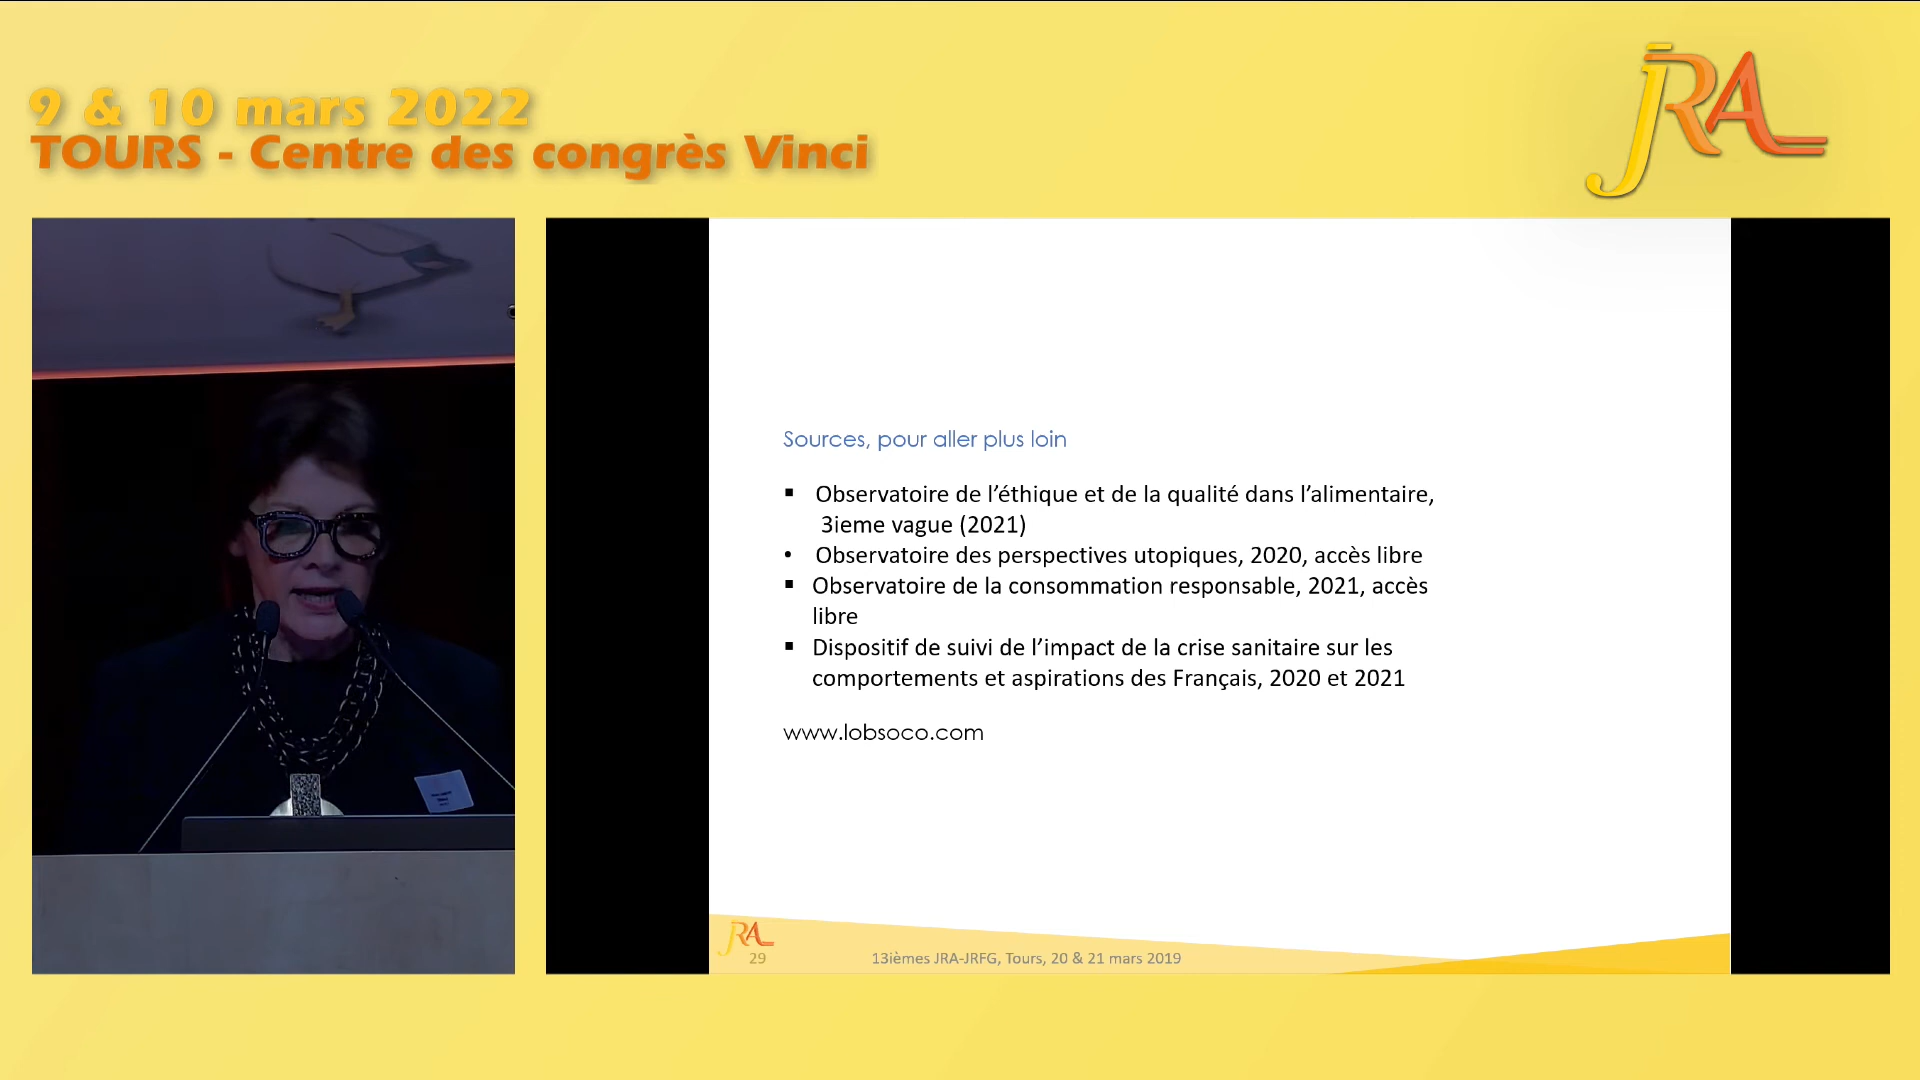 9 & 10 mars 2022
TOURS - Centre des congrès Vinci
JRA
Sources, pour aller plus loin
▪ Observatoire de l’éthique et de la qualité dans l’alimentaire,
3ieme vague (2021)
• Observatoire des perspectives utopiques, 2020, accès libre
▪ Observatoire de la consommation responsable, 2021, accès
libre
▪ Dispositif de suivi de l’impact de la crise sanitaire sur les
comportements et aspirations des Français, 2020 et 2021
www.lobsoco.com
JRA
29
13ièmes JRA-JRFG, Tours, 20 & 21 mars 2019